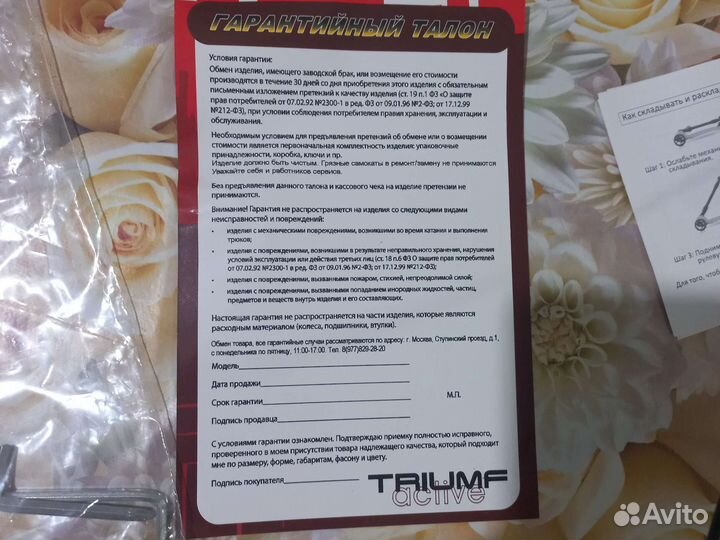 ГАРАНТИЙНЫЙ ТАЛОН
Условия гарантии:
Обмен изделия, имеющего заводской брак, или возмещение его стоимости
производятся в течение 30 дней со дня приобретения этого изделия с обязательным
письменным изложением претензий к качеству изделия (ст. 19 п.1 ФЗ «О защите
прав потребителей от 07.02.92 №2300-1 в ред. ФЗ от 09.01.96 №2-ФЗ; от 17.12.99
№212-ФЗ), при условии соблюдения потребителем правил хранения, эксплуатации и
обслуживания.
Необходимым условием для предъявления претензий об обмене или о возмещении
стоимости является первоначальная комплектность изделия: упаковочные
принадлежности, коробка, ключи и пр.
Изделие должно быть чистым. Грязные самокаты в ремонт/замену не принимаются
Уважайте себя и работников сервисов.
Без предъявления данного талона и кассового чека на изделие претензии не
принимаются.
Внимание! Гарантия не распространяется на изделия со следующими видами
неисправностей и повреждений:
• изделия с механическими повреждениями, возникшими во время катания и выполнения
трюков;
• изделия с повреждениями, возникшими в результате неправильного хранения, нарушения
условий эксплуатации или действия третьих лиц (ст. 18 п.6 ФЗ О защите прав потребителей
от 07.02.92 №2300-1 в ред. ФЗ от 09.01.96 №2-ФЗ; от 17.12.99 №212-ФЗ);
• изделия с повреждениями, вызванными пожаром, стихией, непреодолимой силой;
• изделия с повреждениями, вызванными попаданием инородных жидкостей, частиц,
предметов и веществ внутрь изделия и его составляющих.
Настоящая гарантия не распространяется на части изделия, которые являются
расходным материалом (колеса, подшипники, втулки).
Обмен товара, все гарантийные случаи рассматриваются по адресу: г. Москва, Ступинский проезд, д.1,
с понедельника по пятницу, 11:00-17:00 Тел. 8(977)829-28-20
Модель
Дата продажи
Срок гарантии М.П.
Подпись продавца
С условиями гарантии ознакомлен. Подтверждаю приемку полностью исправного,
проверенного в моем присутствии товара надлежащего качества, который подходит
мне по размеру, форме, габаритам, фасону и цвету.
Подпись покупателя
TRIUMF
active
Как складывать и расклад
Шаг 1: Ослабьте механи
складывания.
Шаг 3: Подним
рулеву
Для того, чтоб
Avito